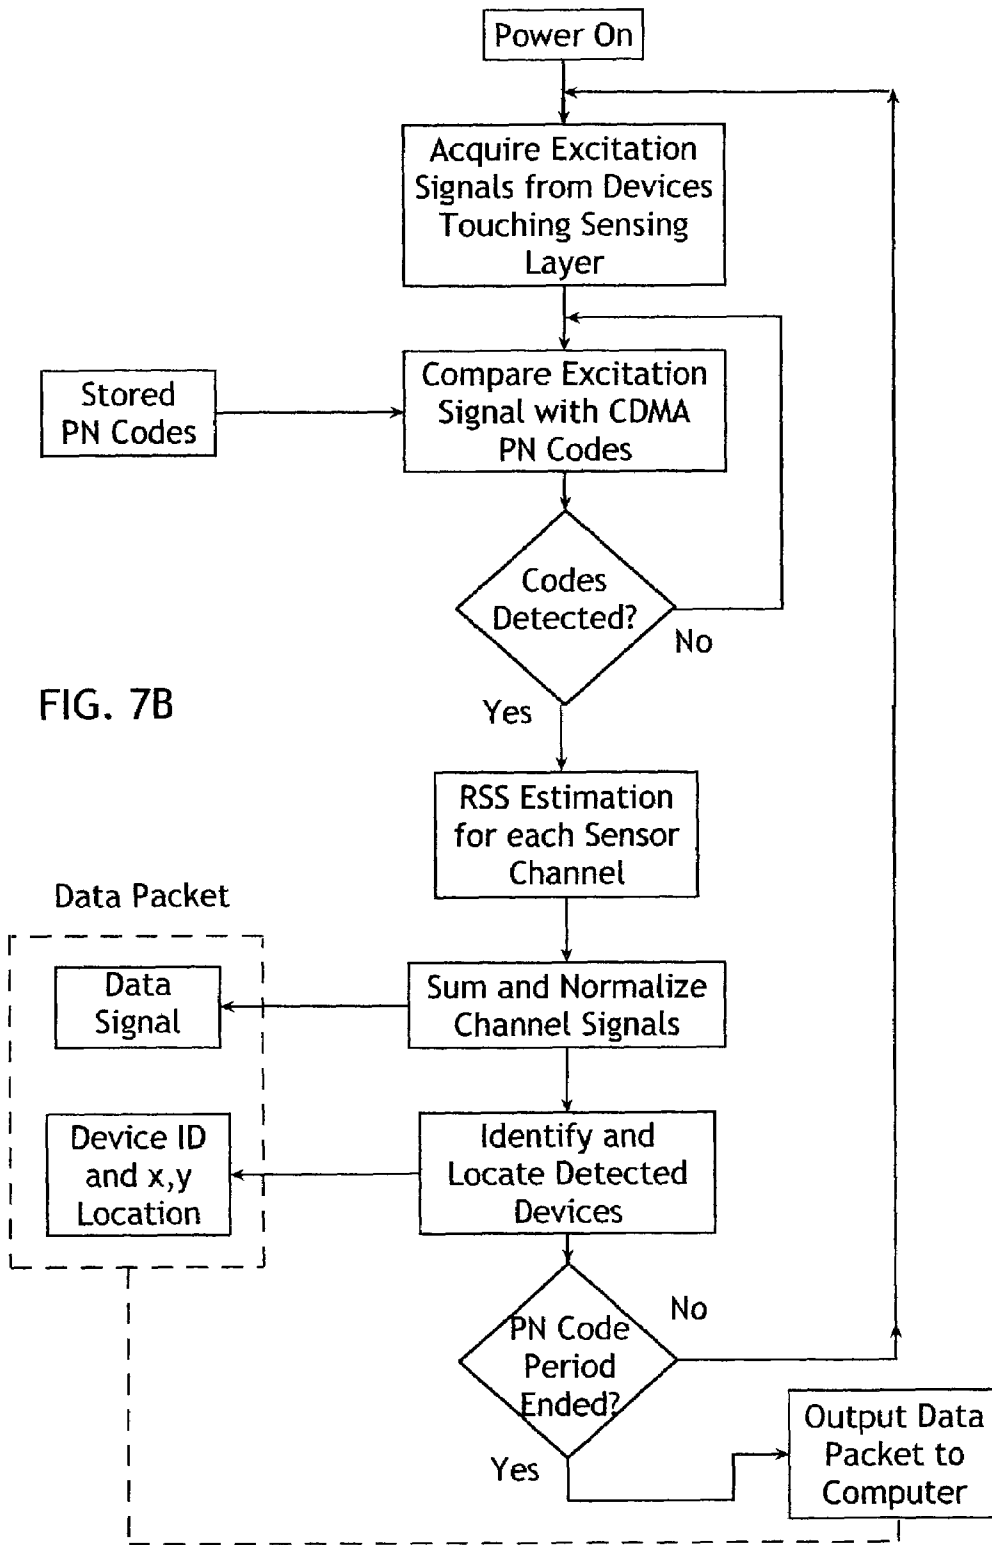 Power On
Acquire Excitation
Signals from Devices
Touching Sensing
Layer
Stored
PN Codes
Compare Excitation
Signal with CDMA
PN Codes
Codes
Detected?
No
FIG. 7B
Yes
RSS Estimation
for each Sensor
Channel
Data Packet
Data
Signal
Sum and Normalize
Channel Signals
Device ID
and x,y
Location
Identify and
Locate Detected
Devices
No
PN Code
Period
Ended?
Yes
Output Data
Packet to
Computer